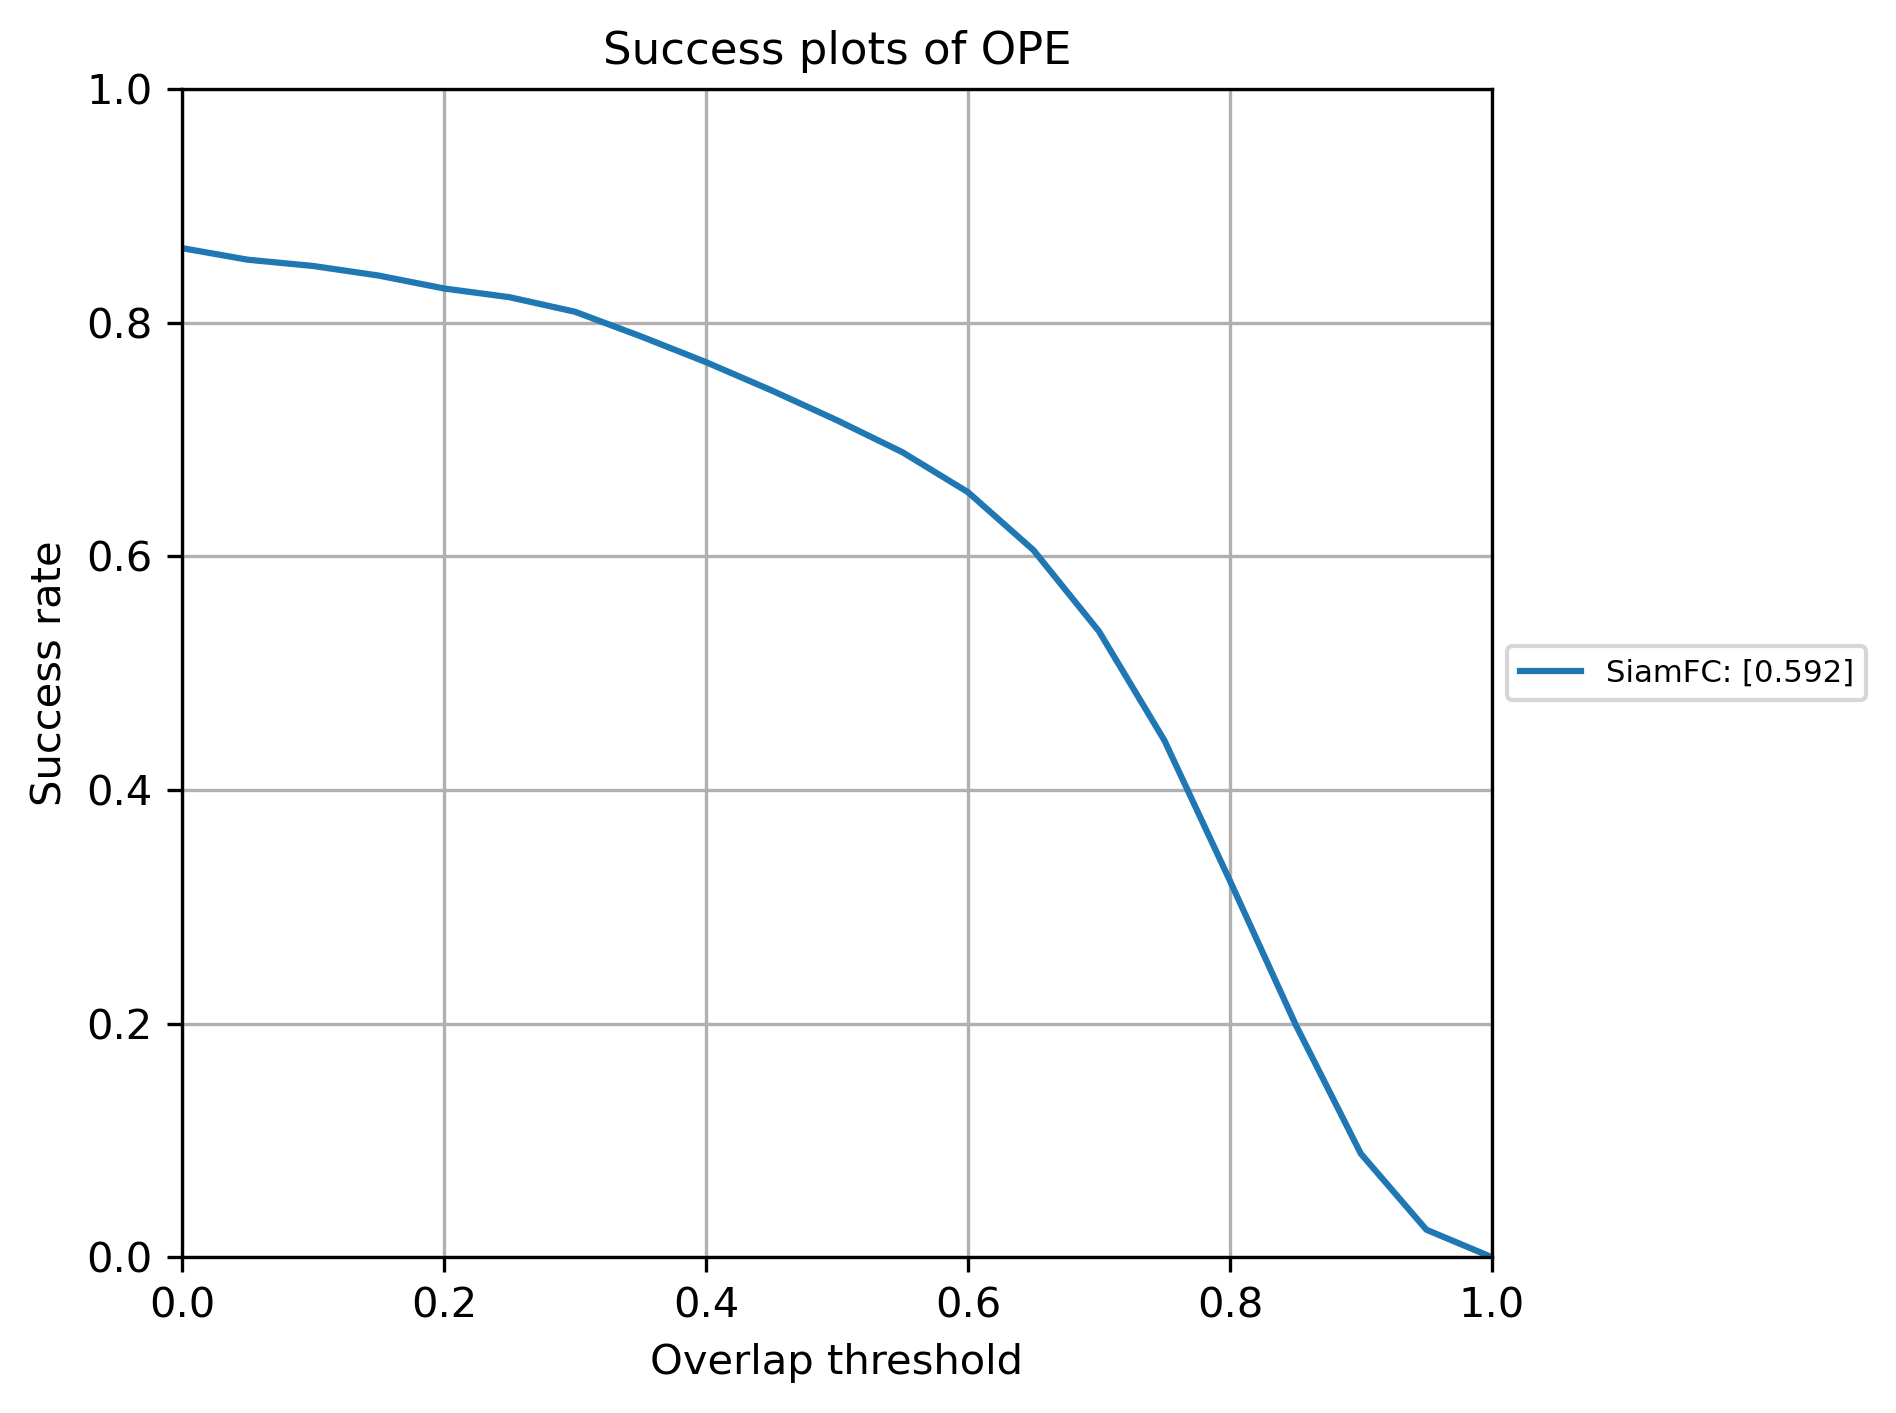 Success plots of OPE
1.0
0.8
0.6
0.4
0.2
0.0
Success rate
0.0 0.2 0.4 0.6 0.8 1.0
Overlap threshold
SiamFC: [0.592]